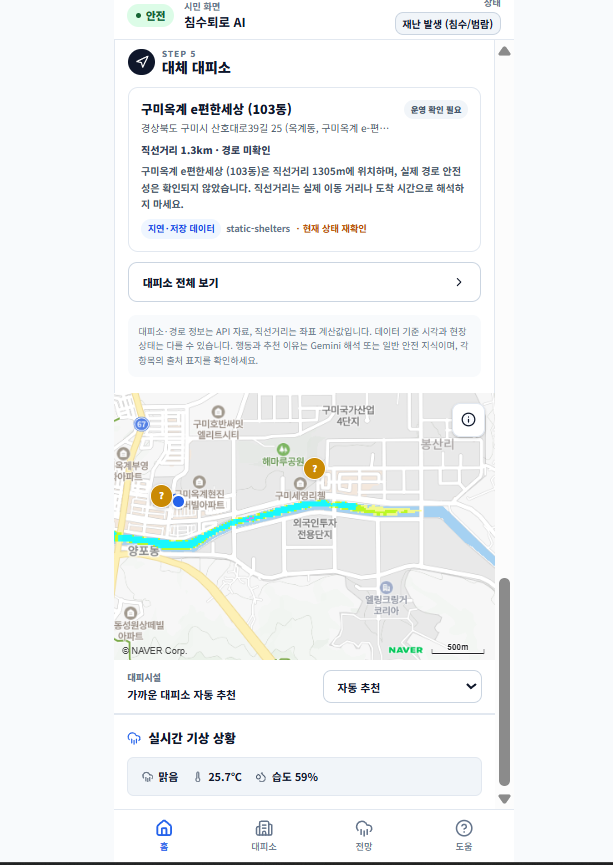 안전
시민 화면
침수퇴로 AI
상태
재난 발생 (침수/범람)
STEP 5
대체 대피소
구미옥계 e편한세상 (103동)
운영 확인 필요
경상북도 구미시 산호대로39길 25 (옥계동, 구미옥계 e-편…
직선거리 1.3km · 경로 미확인
구미옥계 e편한세상 (103동)은 직선거리 1305m에 위치하며, 실제 경로 안전
성은 확인되지 않았습니다. 직선거리는 실제 이동 거리나 도착 시간으로 해석하
지 마세요.
지연·저장 데이터 static-shelters · 현재 상태 재확인
대피소 전체 보기
대피소·경로 정보는 API 자료, 직선거리는 좌표 계산값입니다. 데이터 기준 시각과 현장
상태는 다를 수 있습니다. 행동과 추천 이유는 Gemini 해석 또는 일반 안전 지식이며, 각
항목의 출처 표지를 확인하세요.
67
구미호반써밋
엘리트시티
구미국가산업
4단지
봉산리
해마루공원
?
옥계부영
아파트
?
구미옥계현진
버빌아파트
구미세영리첼
외국인투자
전용단지
양포동
엘링크링거
코리아
동성원상떼빌
아파트
© NAVER Corp.
NAVER
500m
대피시설
가까운 대피소 자동 추천
자동 추천
실시간 기상 상황
맑음
25.7°C
습도 59%
홈
대피소
전망
도움